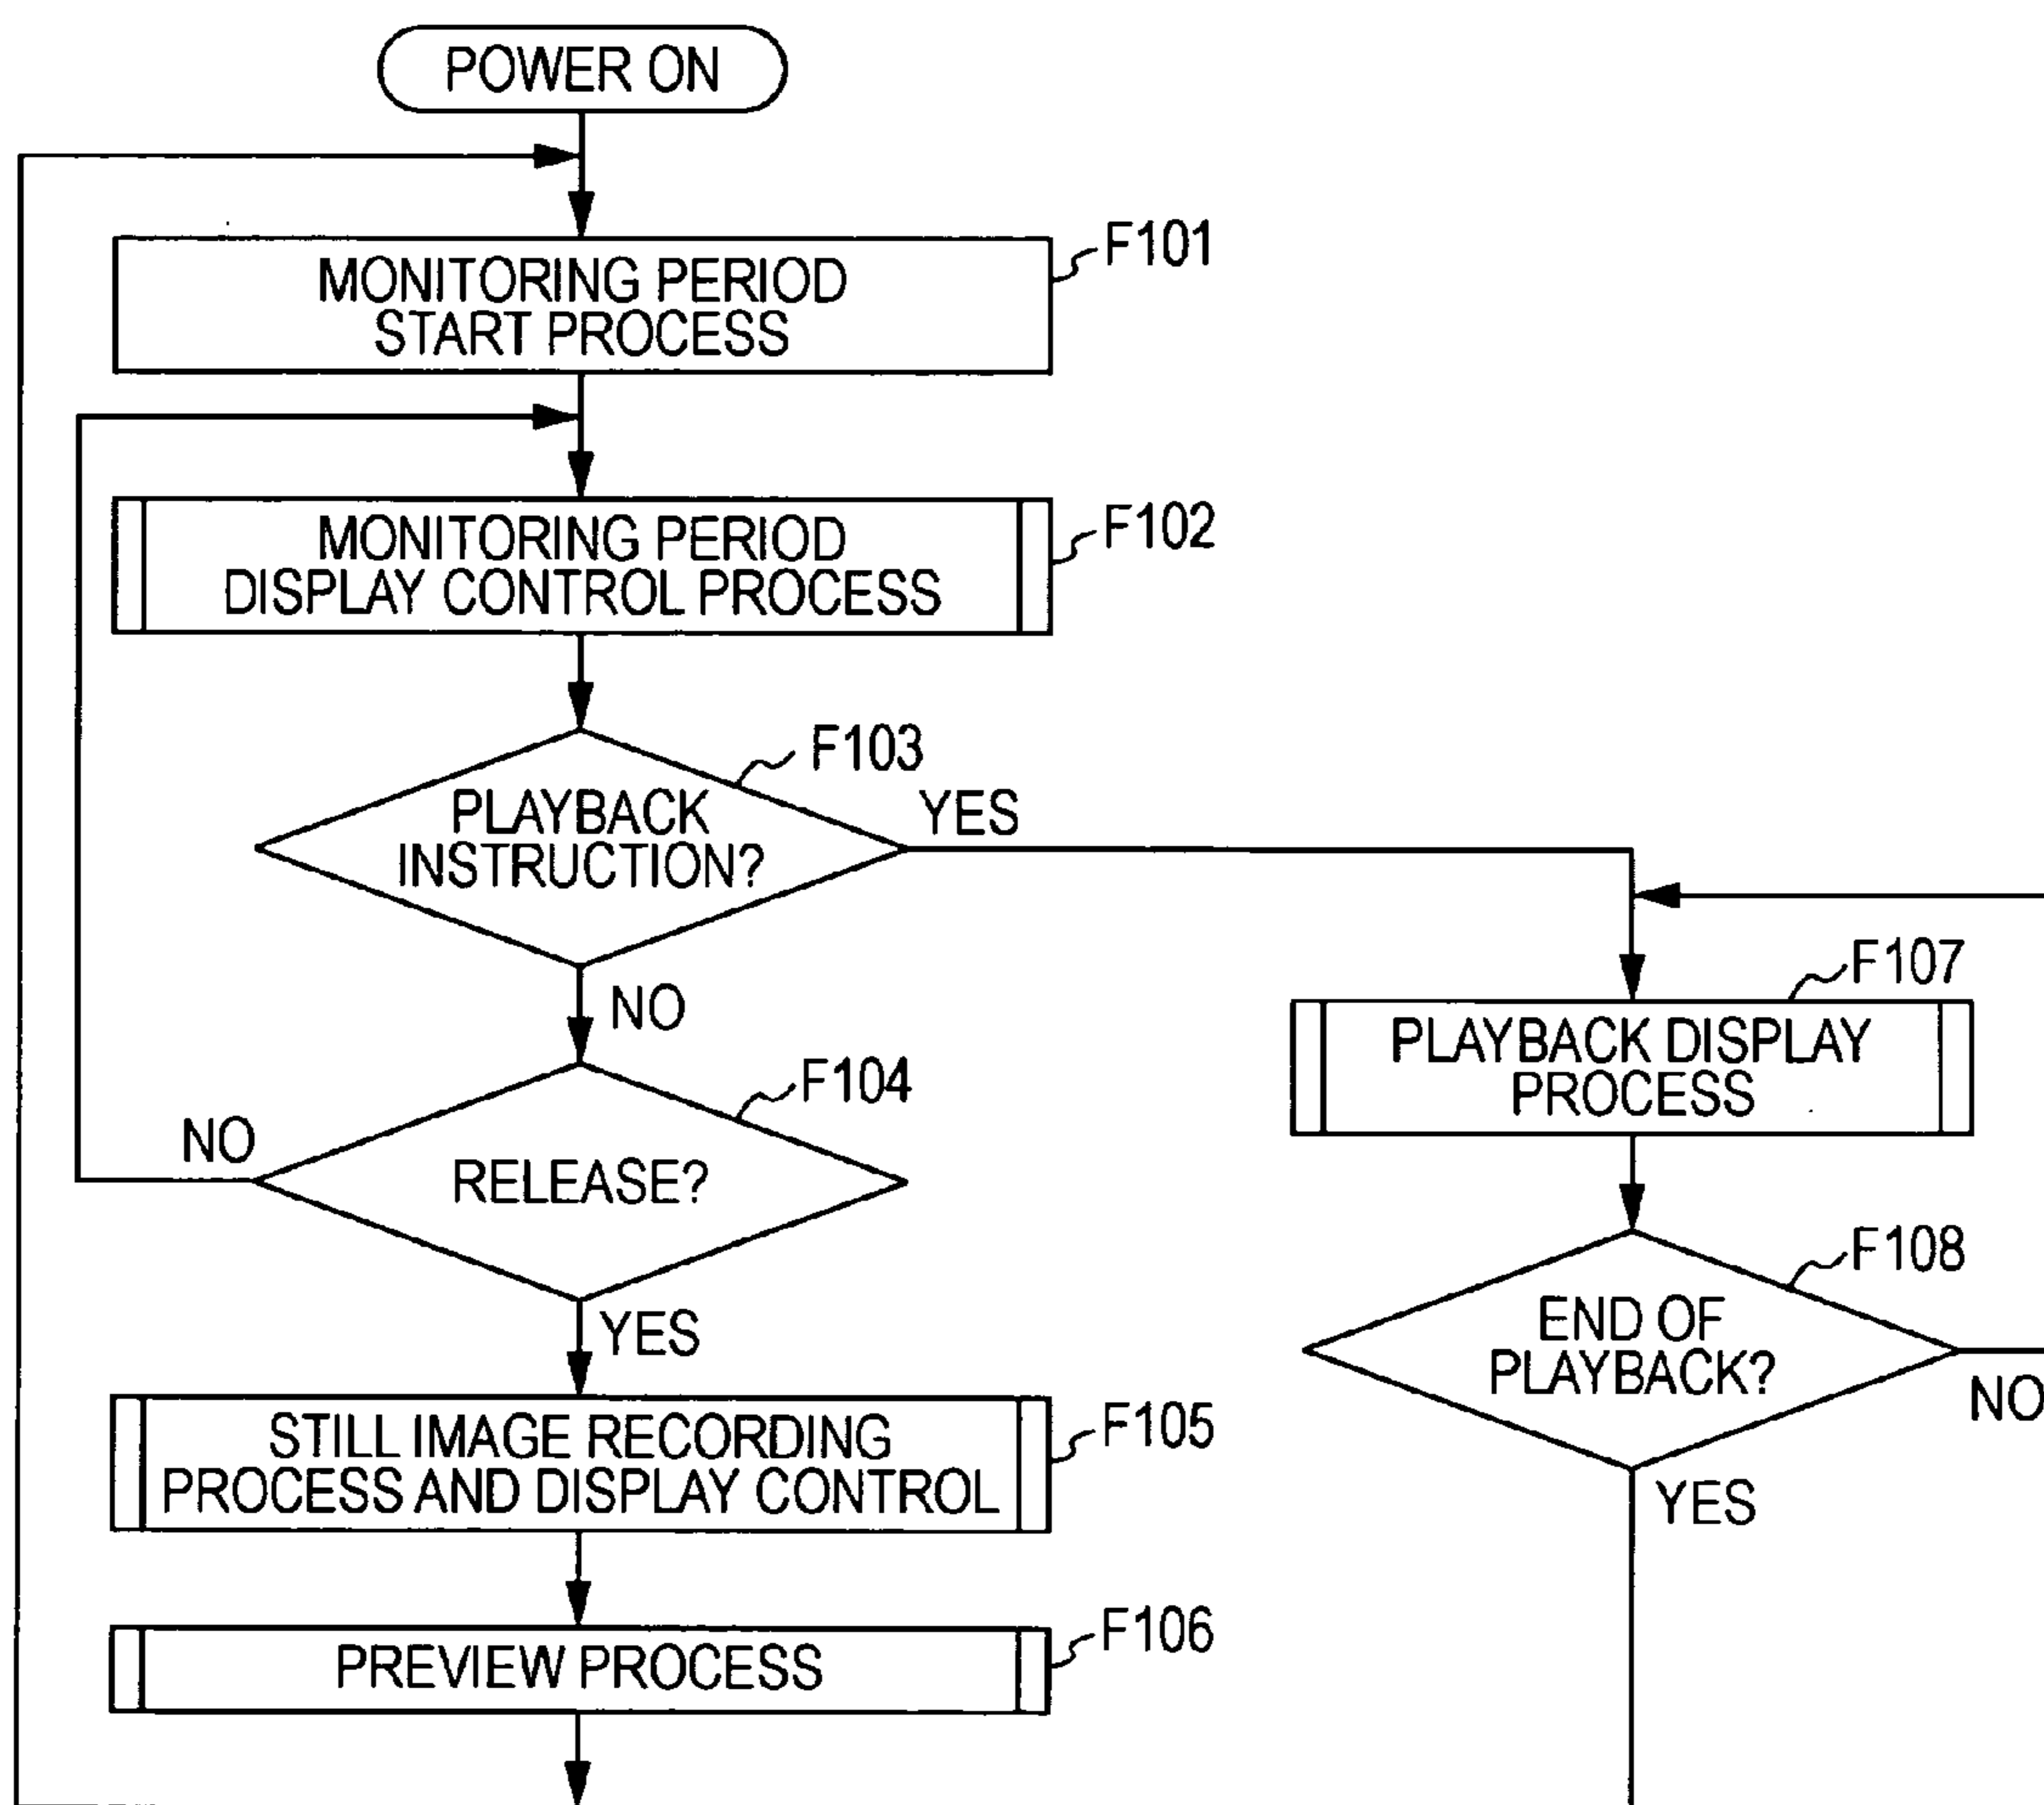 POWER ON
F101
MONITORING PERIOD
START PROCESS
F102
MONITORING PERIOD
DISPLAY CONTROL PROCESS
F103
PLAYBACK
INSTRUCTION?
YES
NO
F107
PLAYBACK DISPLAY
PROCESS
F104
NO
RELEASE?
YES
F108
END OF
PLAYBACK?
NO
YES
F105
STILL IMAGE RECORDING
PROCESS AND DISPLAY CONTROL
F106
PREVIEW PROCESS